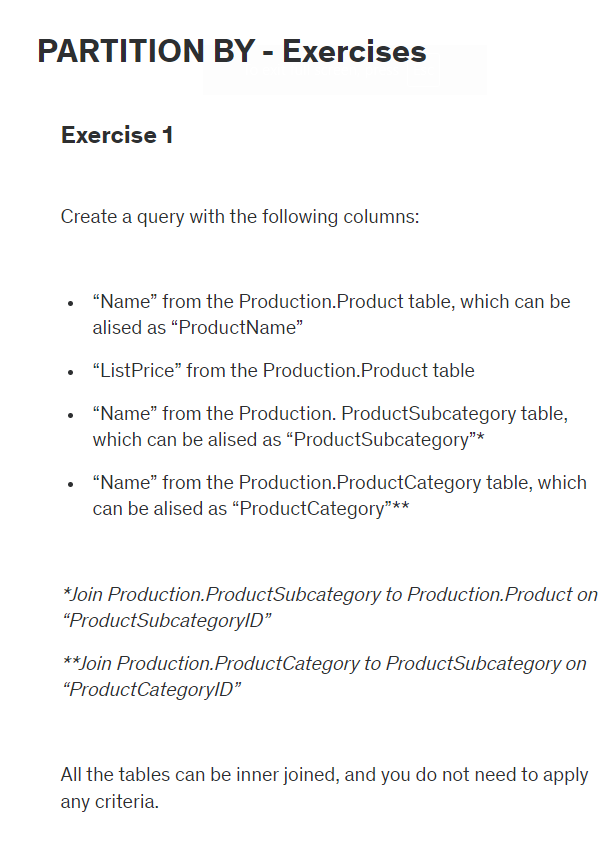 PARTITION BY - Exercises
Exercise 1
Create a query with the following columns:
• “Name” from the Production.Product table, which can be
alised as “ProductName”
• “ListPrice” from the Production.Product table
• “Name” from the Production. ProductSubcategory table,
which can be alised as “ProductSubcategory”*
• “Name” from the Production.ProductCategory table, which
can be alised as “ProductCategory”**
*Join Production.ProductSubcategory to Production.Product on
“ProductSubcategoryID”
**Join Production.ProductCategory to ProductSubcategory on
“ProductCategoryID”
All the tables can be inner joined, and you do not need to apply
any criteria.